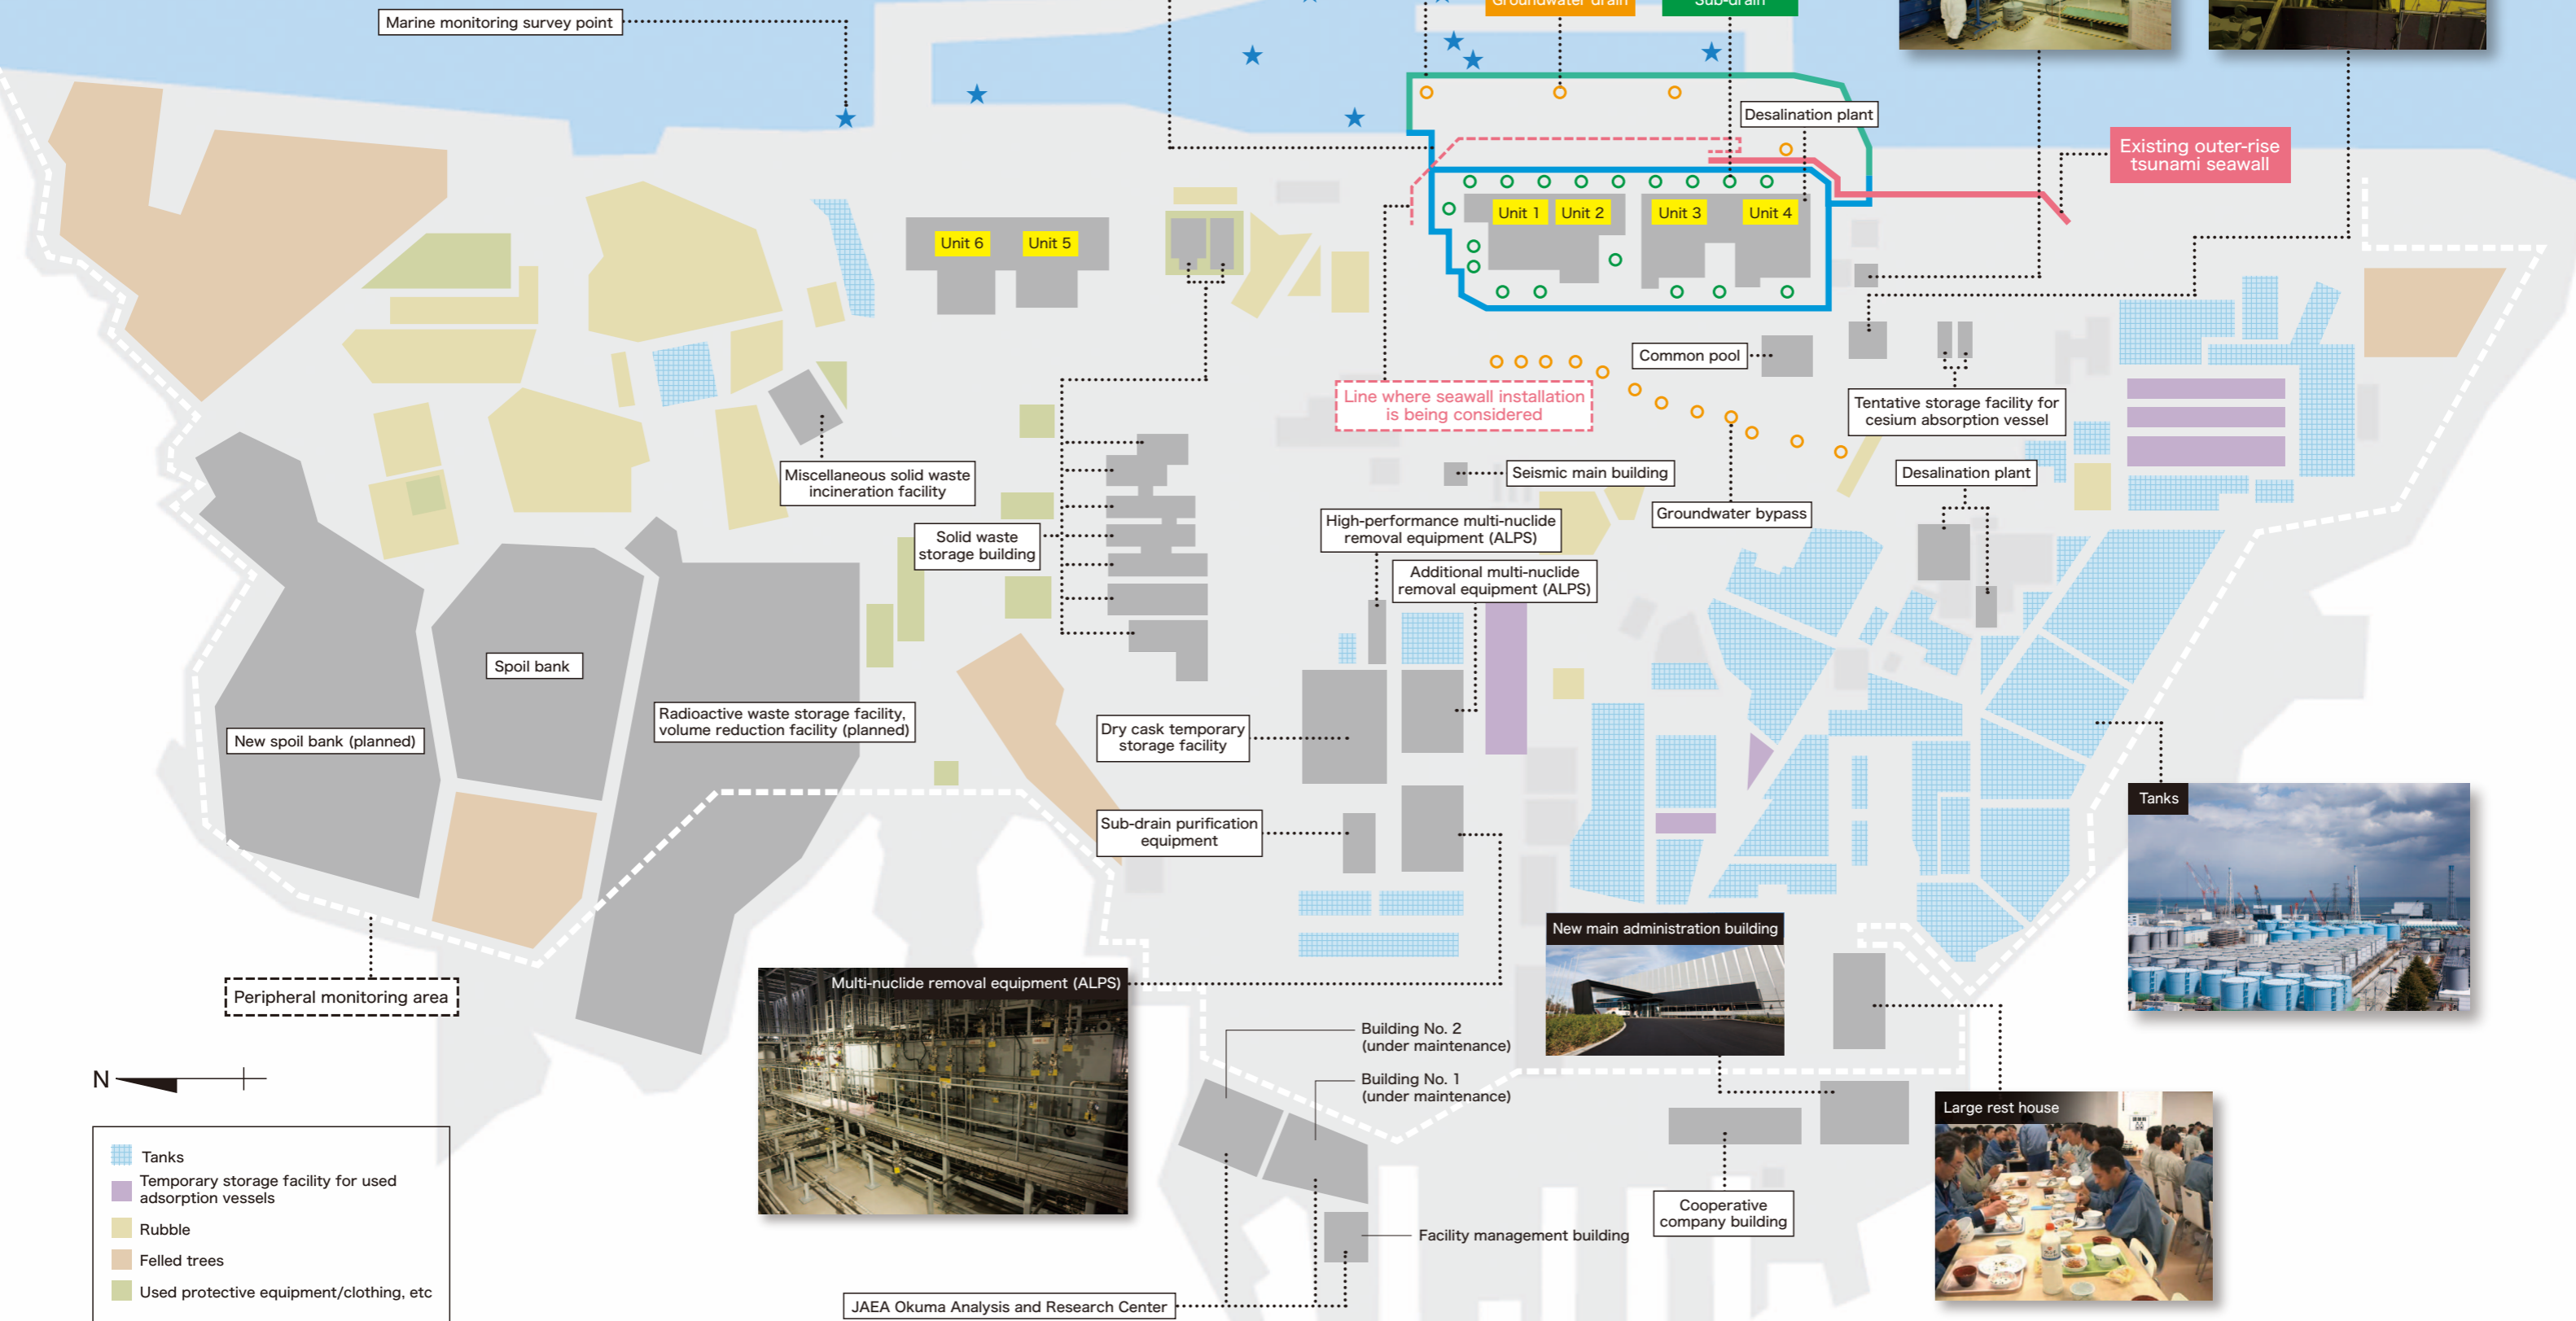 Marine monitoring survey point
Groundwater drain
Sub-drain
Desalination plant
Existing outer-rise
tsunami seawall
Unit 1
Unit 2
Unit 3
Unit 4
Unit 6
Unit 5
Common pool
Line where seawall installation
is being considered
Tentative storage facility for
cesium absorption vessel
Miscellaneous solid waste
incineration facility
Seismic main building
Desalination plant
Groundwater bypass
High-performance multi-nuclide
removal equipment (ALPS)
Solid waste
storage building
Additional multi-nuclide
removal equipment (ALPS)
Spoil bank
New spoil bank (planned)
Radioactive waste storage facility,
volume reduction facility (planned)
Dry cask temporary
storage facility
Tanks
Sub-drain purification
equipment
New main administration building
Peripheral monitoring area
Multi-nuclide removal equipment (ALPS)
Building No. 2
(under maintenance)
Building No. 1
(under maintenance)
N
Large rest house
Tanks
Temporary storage facility for used
adsorption vessels
Rubble
Felled trees
Used protective equipment/clothing, etc
Cooperative
company building
Facility management building
JAEA Okuma Analysis and Research Center